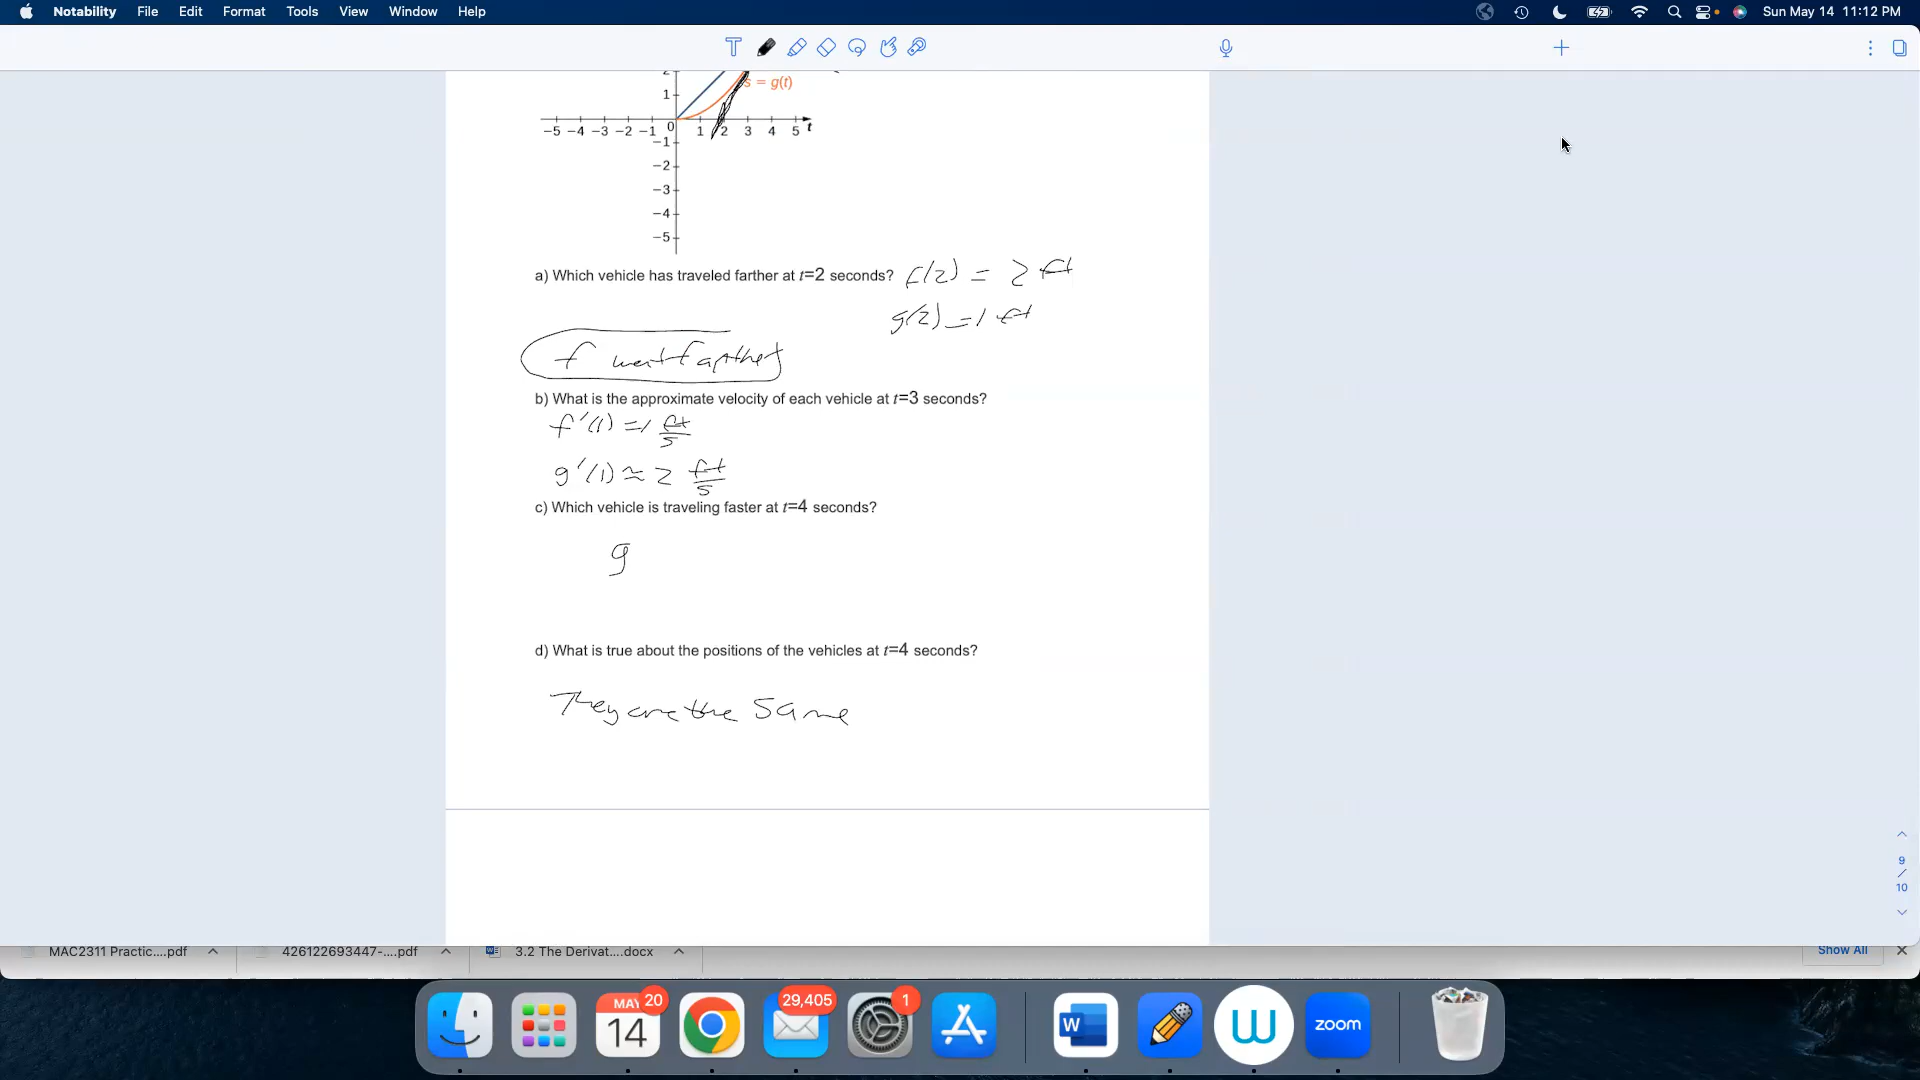 Notability File Edit Format Tools View Window Help
Sun May 14 11:12 PM
2
s = g(t)
1
−5 −4 −3 −2 −1 0 1 2 3 4 5 t
−1
−2
−3
−4
−5
a) Which vehicle has traveled farther at t=2 seconds? f(2) = 2 ft
g(2) = 1 ft
f went farther
b) What is the approximate velocity of each vehicle at t=3 seconds?
f'(1) = 1 ft/s
g'(1) ≈ 2 ft/s
c) Which vehicle is traveling faster at t=4 seconds?
g
d) What is true about the positions of the vehicles at t=4 seconds?
They are the same
9
/
10
MAC2311 Practic....pdf 426122693447-....pdf 3.2 The Derivat....docx Show All
MAY 20 29,405 1
14 W zoom